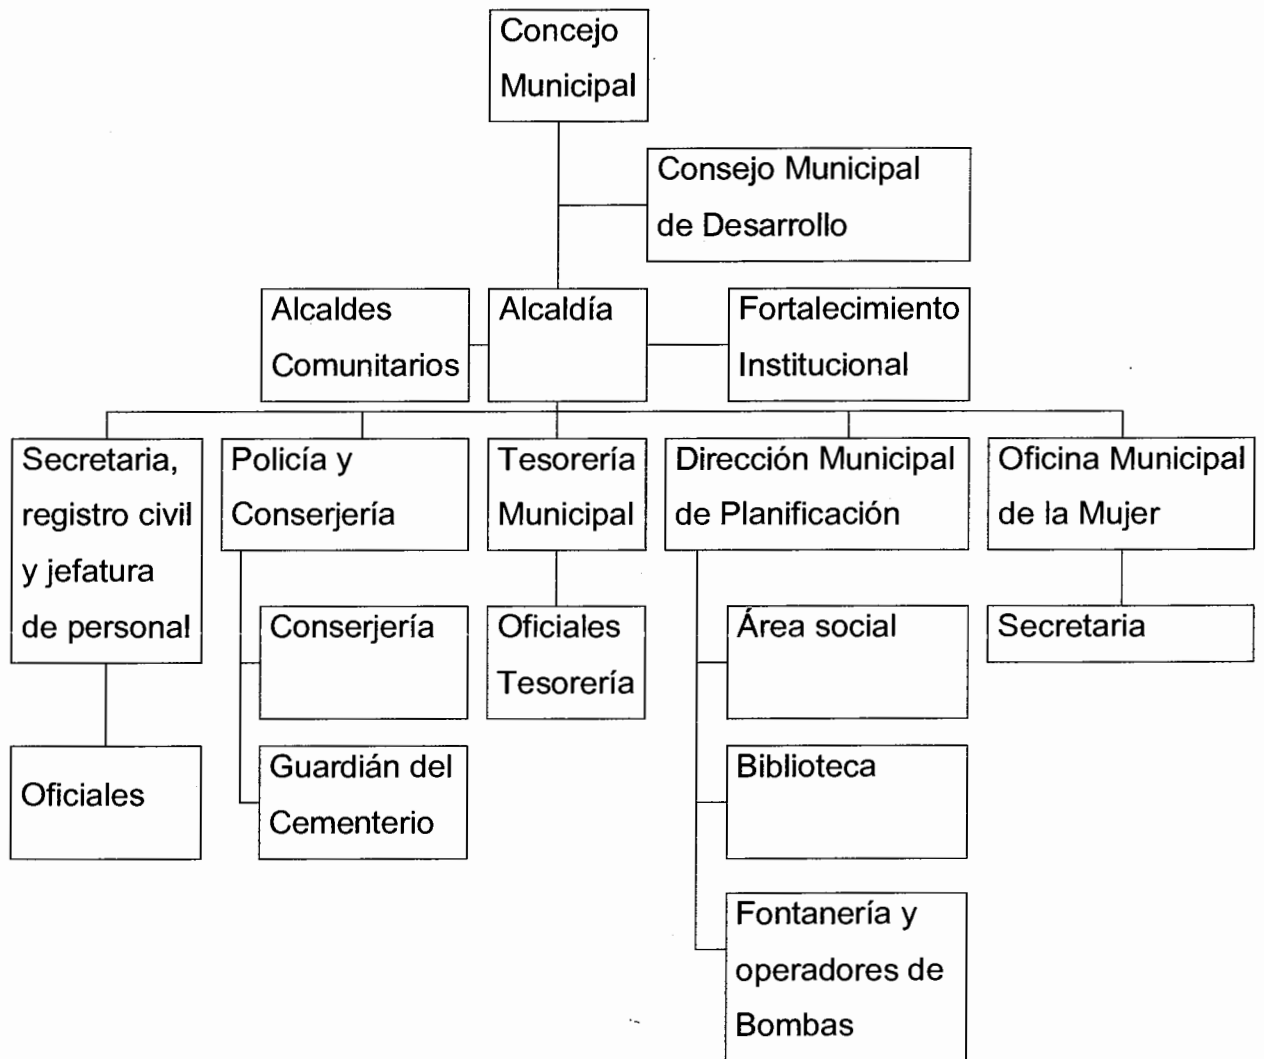 Concejo
Municipal
Consejo Municipal
de Desarrollo
Alcaldes
Comunitarios
Alcaldía
Fortalecimiento
Institucional
Secretaria,
registro civil
y jefatura
de personal
Policía y
Conserjería
Tesorería
Municipal
Dirección Municipal
de Planificación
Oficina Municipal
de la Mujer
Conserjería
Oficiales
Tesorería
Área social
Secretaria
Oficiales
Guardián del
Cementerio
Biblioteca
Fontanería y
operadores de
Bombas